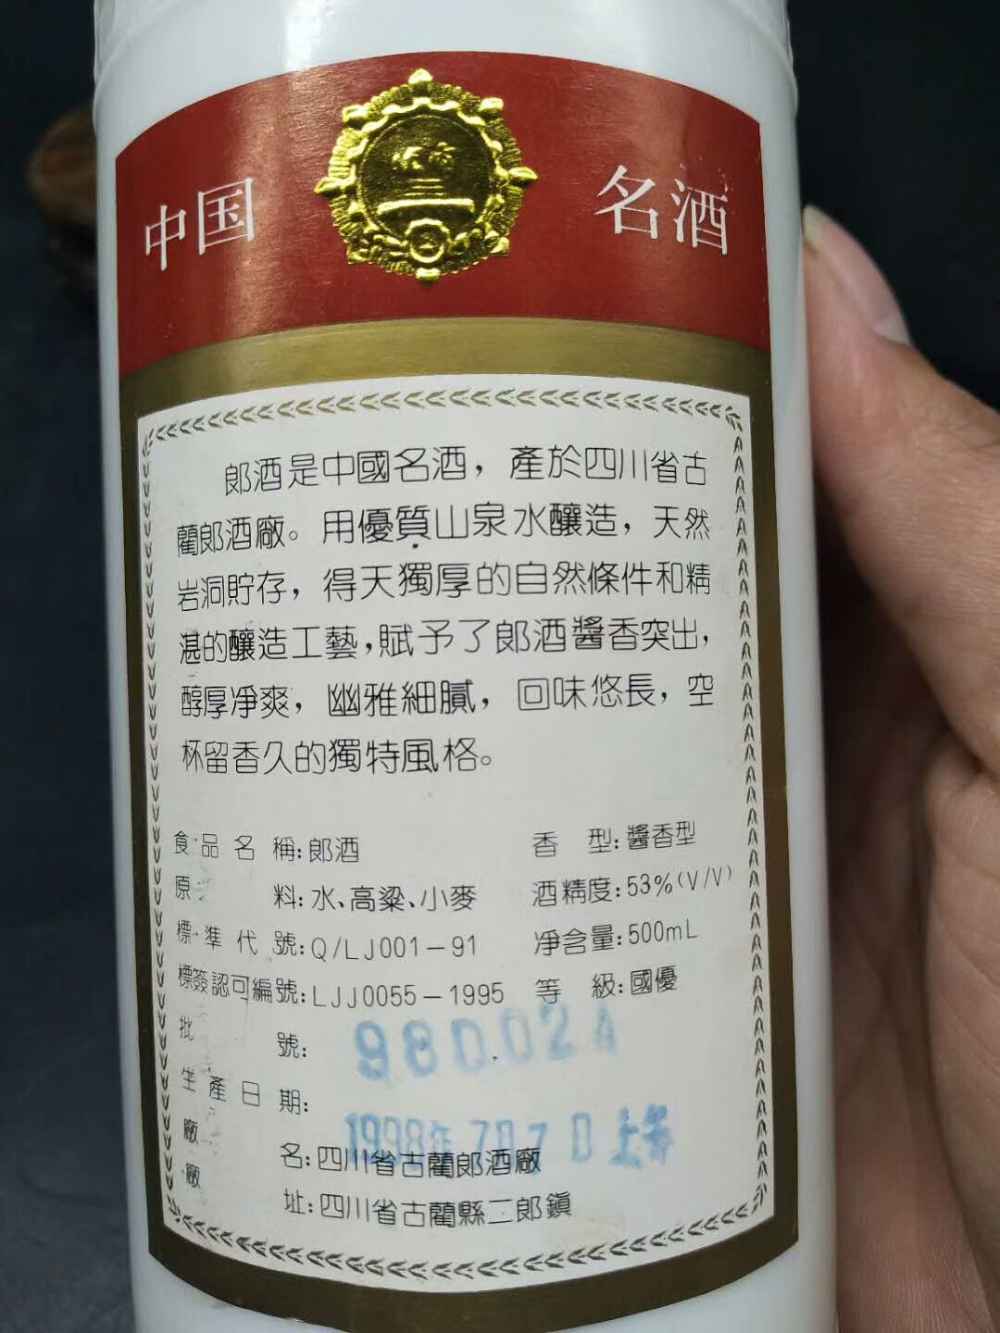 中国
名酒
郎酒是中國名酒，產於四川省古
藺郎酒廠。用優質山泉水釀造，天然
岩洞貯存，得天獨厚的自然條件和精
湛的釀造工藝，賦予了郎酒醬香突出，
醇厚净爽，幽雅細膩，回味悠長，空
杯留香久的獨特風格。
食品名稱：郎酒 香型：醬香型
原料：水、高粱、小麥 酒精度：53%(V/V)
標準代號：Q/LJ001－91 净含量：500mL
標簽認可編號：LJJ0055－1995 等級：國優
批號：
生產日期：
1998年7月7日
廠名：四川省古藺郎酒廠
廠址：四川省古藺縣二郎鎮